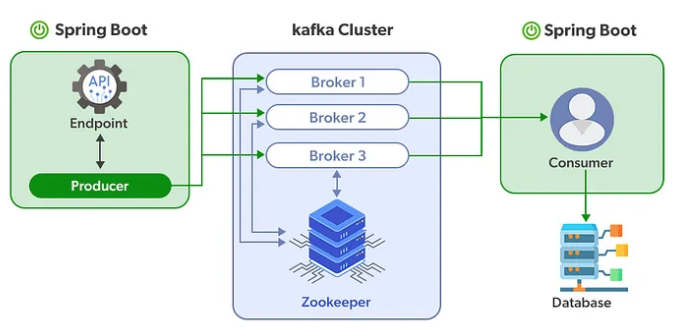 Spring Boot
kafka Cluster
Spring Boot
API
Endpoint
Producer
Broker 1
Broker 2
Broker 3
Zookeeper
Consumer
Database